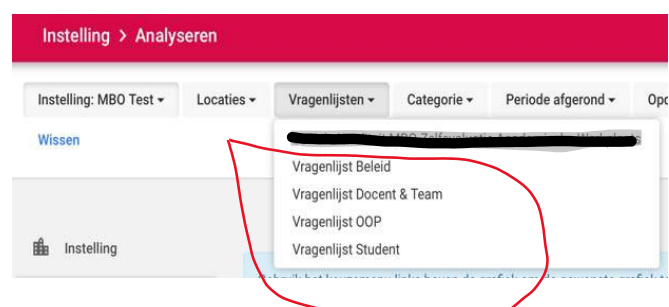 Instelling > Analyseren
Instelling: MBO Test Locaties Vragenlijsten Categorie Periode afgerond
Wissen
Vragenlijst Beleid
Vragenlijst Docent & Team
Vragenlijst OOP
Vragenlijst Student
Instelling